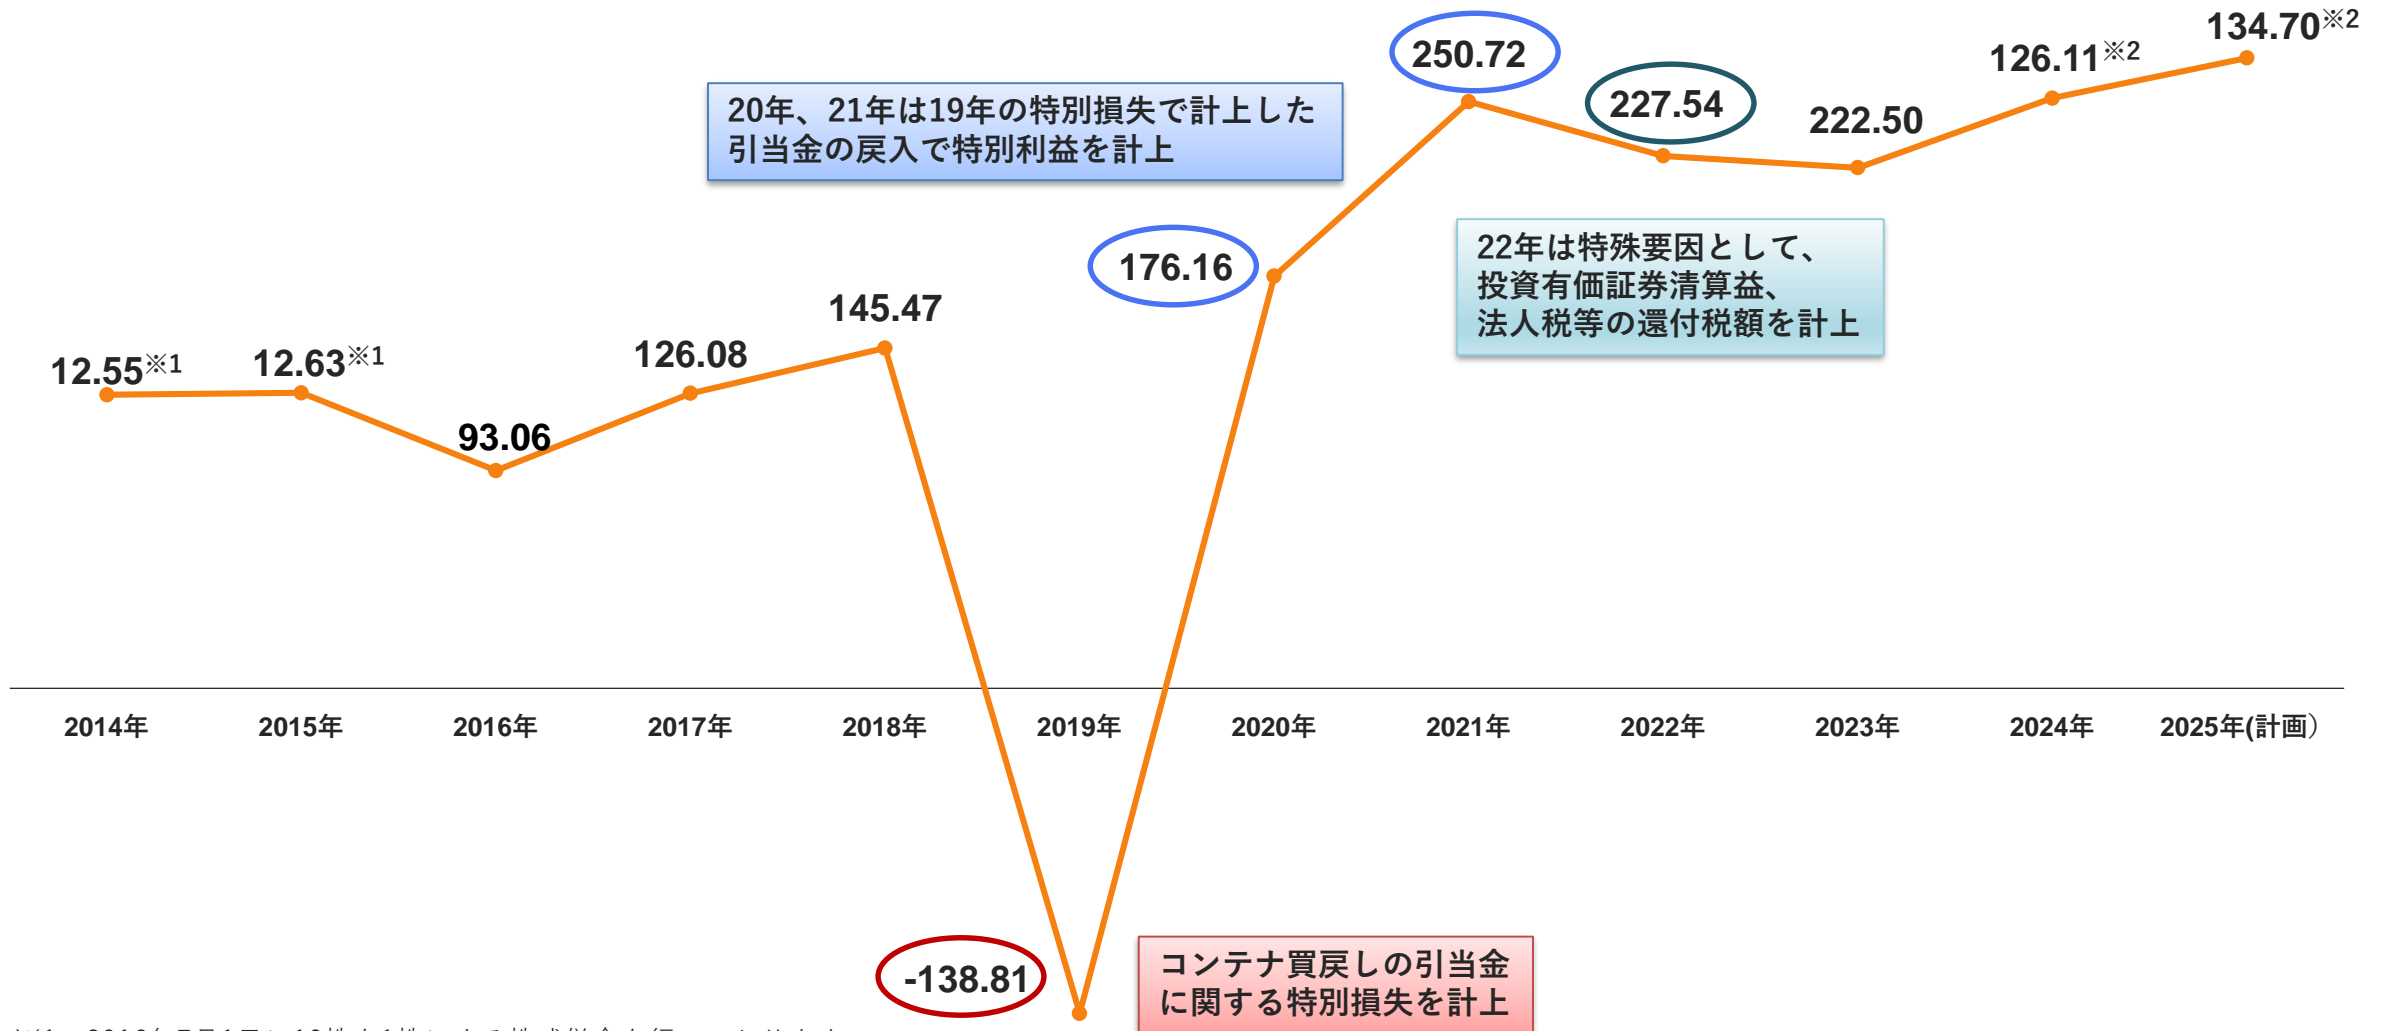 134.70※2
250.72
126.11※2
20年、21年は19年の特別損失で計上した
引当金の戻入で特別利益を計上
227.54
222.50
22年は特殊要因として、
投資有価証券清算益、
法人税等の還付税額を計上
176.16
145.47
12.55※1
12.63※1
126.08
93.06
2014年
2015年
2016年
2017年
2018年
2019年
2020年
2021年
2022年
2023年
2024年
2025年(計画）
-138.81
コンテナ買戻しの引当金
に関する特別損失を計上